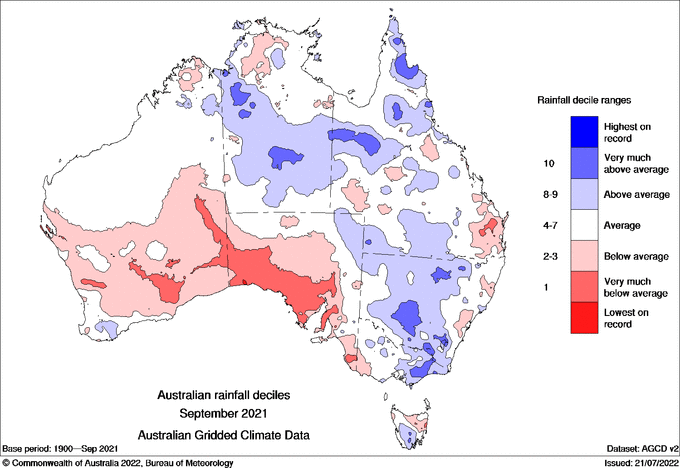 Rainfall decile ranges
Highest on
record
10
Very much
above average
8-9
Above average
4-7
Average
2-3
Below average
1
Very much
below average
Lowest on
record
Australian rainfall deciles
September 2021
Australian Gridded Climate Data
Base period: 1900—Sep 2021
Dataset: AGCD v2
© Commonwealth of Australia 2022, Bureau of Meteorology
Issued: 21/07/2022